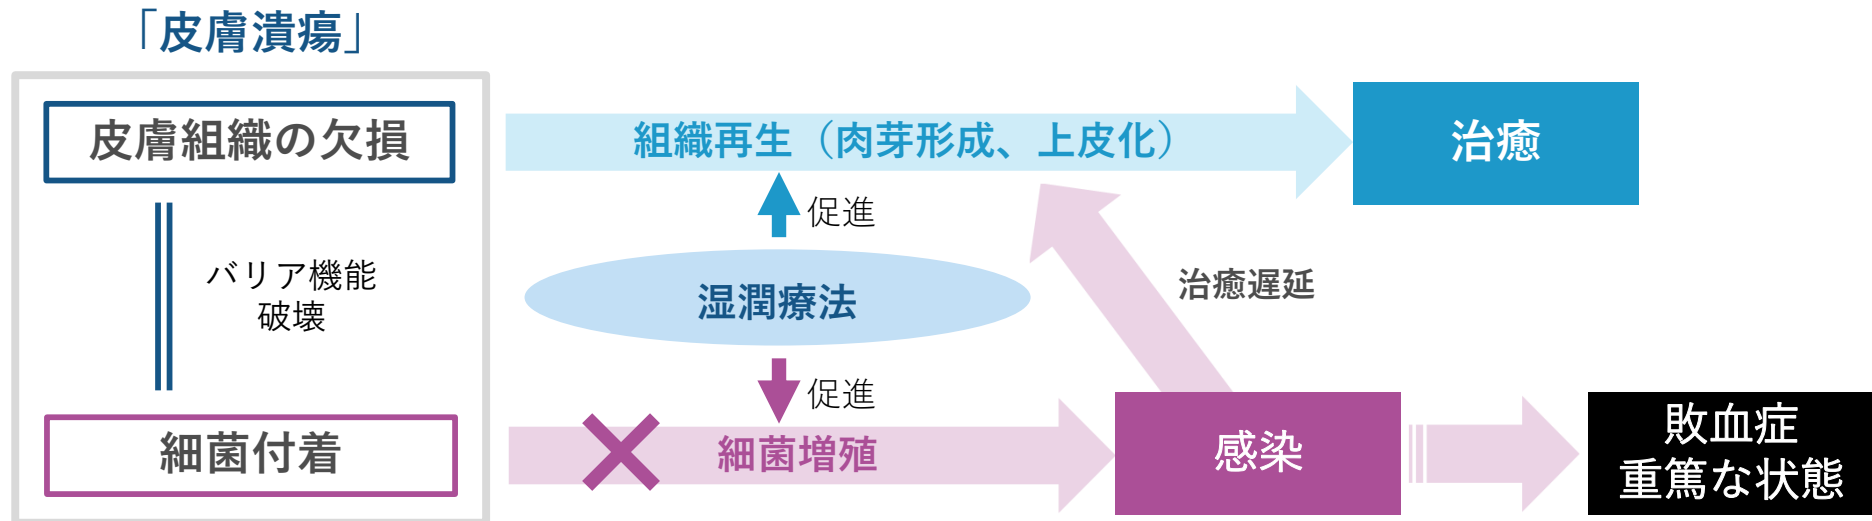 「皮膚潰瘍」
皮膚組織の欠損
組織再生（肉芽形成、上皮化）
治癒
促進
バリア機能
破壊
湿潤療法
治癒遅延
促進
細菌付着
細菌増殖
感染
敗血症
重篤な状態